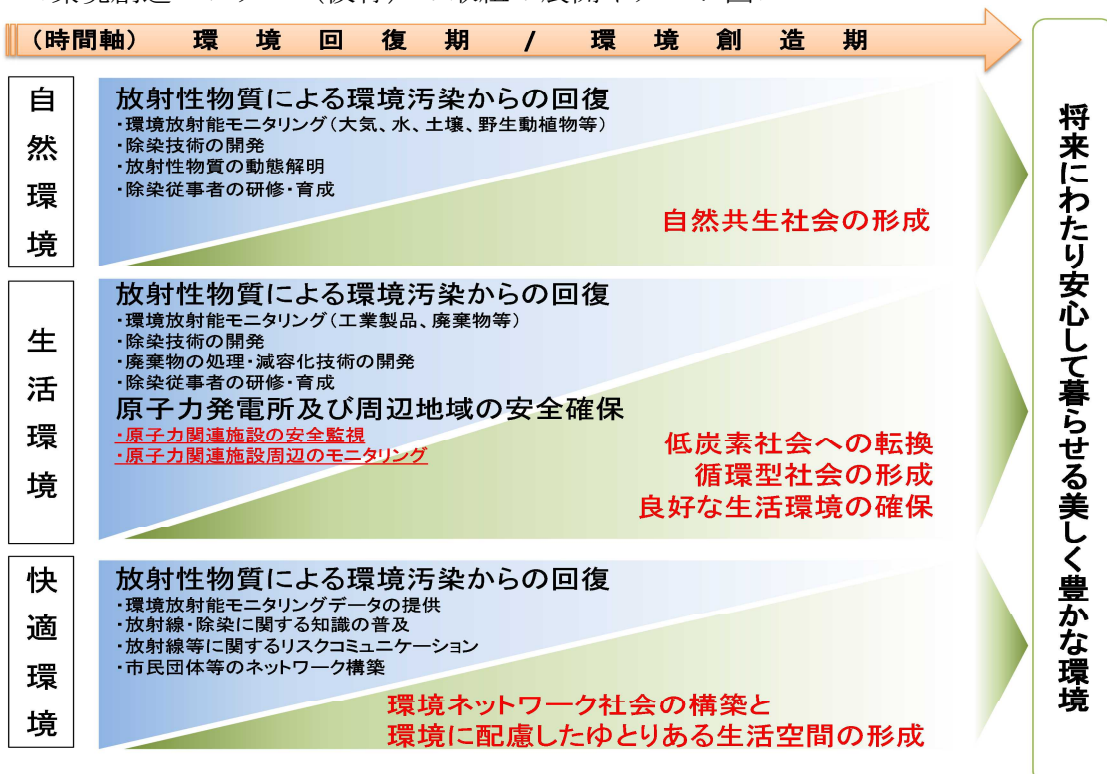 (時間軸) 環境回復期 / 環境創造期
自然環境
放射性物質による環境汚染からの回復
・環境放射能モニタリング(大気、水、土壌、野生動植物等)
・除染技術の開発
・放射性物質の動態解明
・除染従事者の研修・育成
自然共生社会の形成
生活環境
放射性物質による環境汚染からの回復
・環境放射能モニタリング(工業製品、廃棄物等)
・除染技術の開発
・廃棄物の処理・減容化技術の開発
・除染従事者の研修・育成
原子力発電所及び周辺地域の安全確保
・原子力関連施設の安全監視
・原子力関連施設周辺のモニタリング
低炭素社会への転換
循環型社会の形成
良好な生活環境の確保
快適環境
放射性物質による環境汚染からの回復
・環境放射能モニタリングデータの提供
・放射線・除染に関する知識の普及
・放射線等に関するリスクコミュニケーション
・市民団体等のネットワーク構築
環境ネットワーク社会の構築と
環境に配慮したゆとりある生活空間の形成
将来にわたり安心して暮らせる美しく豊かな環境